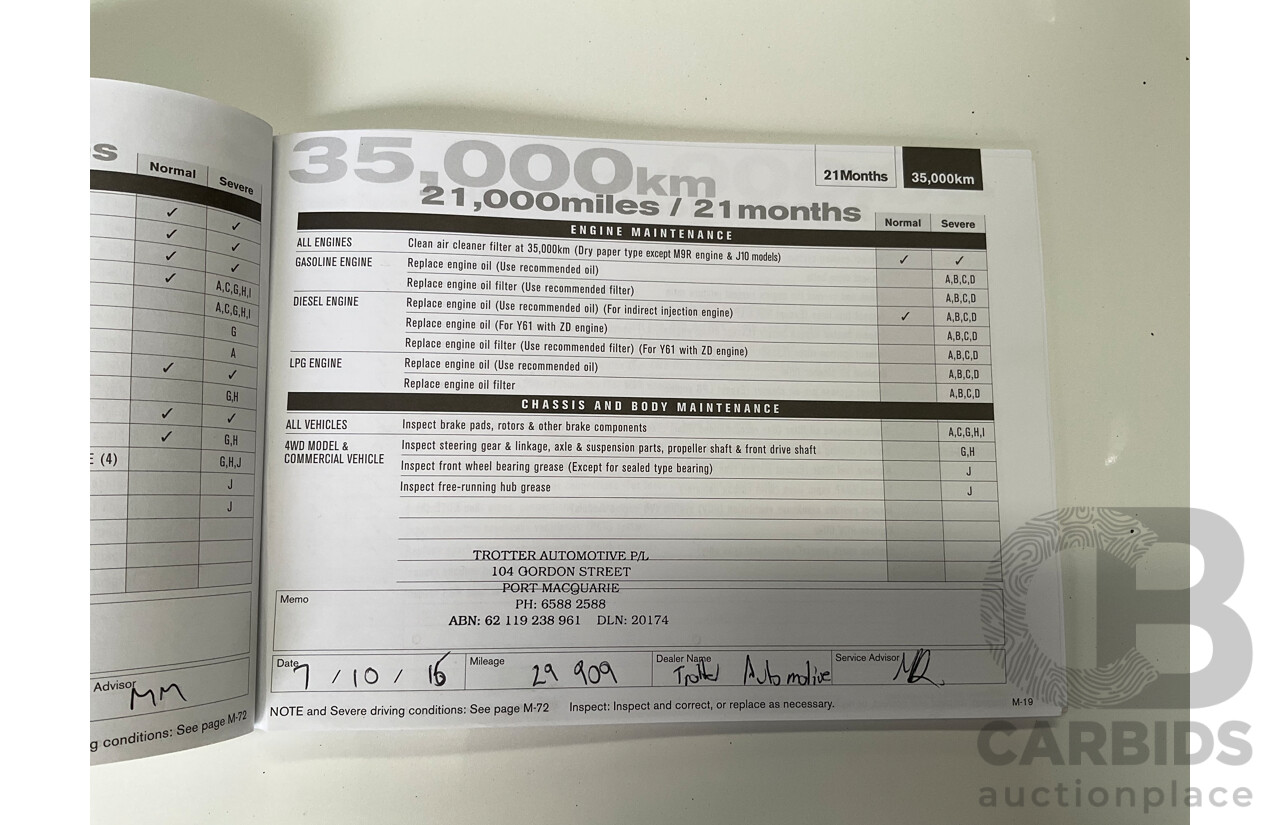 s
Normal Severe
✓ ✓
✓ ✓
✓ ✓
✓ A,C,G,H,I
A,C,G,H,I
G
A
✓ ✓
G,H
✓ ✓
✓ G,H
E (4) G,H,J
J
J
Advisor MM
g conditions: See page M-72
35,000km
21,000miles / 21months
21Months 35,000km
Normal Severe
ENGINE MAINTENANCE
ALL ENGINES Clean air cleaner filter at 35,000km (Dry paper type except M9R engine & J10 models) ✓ ✓
GASOLINE ENGINE Replace engine oil (Use recommended oil) A,B,C,D
Replace engine oil filter (Use recommended filter) A,B,C,D
DIESEL ENGINE Replace engine oil (Use recommended oil) (For indirect injection engine) ✓ A,B,C,D
Replace engine oil (For Y61 with ZD engine) A,B,C,D
Replace engine oil filter (Use recommended filter) (For Y61 with ZD engine) A,B,C,D
LPG ENGINE Replace engine oil (Use recommended oil) A,B,C,D
Replace engine oil filter A,B,C,D
CHASSIS AND BODY MAINTENANCE
ALL VEHICLES Inspect brake pads, rotors & other brake components A,C,G,H,I
4WD MODEL & Inspect steering gear & linkage, axle & suspension parts, propeller shaft & front drive shaft G,H
COMMERCIAL VEHICLE Inspect front wheel bearing grease (Except for sealed type bearing) J
Inspect free-running hub grease J
TROTTER AUTOMOTIVE P/L
104 GORDON STREET
PORT MACQUARIE
Memo PH: 6588 2588
ABN: 62 119 238 961 DLN: 20174
Date 7 / 10 / 16 Mileage 29 909 Dealer Name Trotter Automotive Service Advisor
NOTE and Severe driving conditions: See page M-72 Inspect: Inspect and correct, or replace as necessary. M-19
CB
CARBIDS
auctionplace